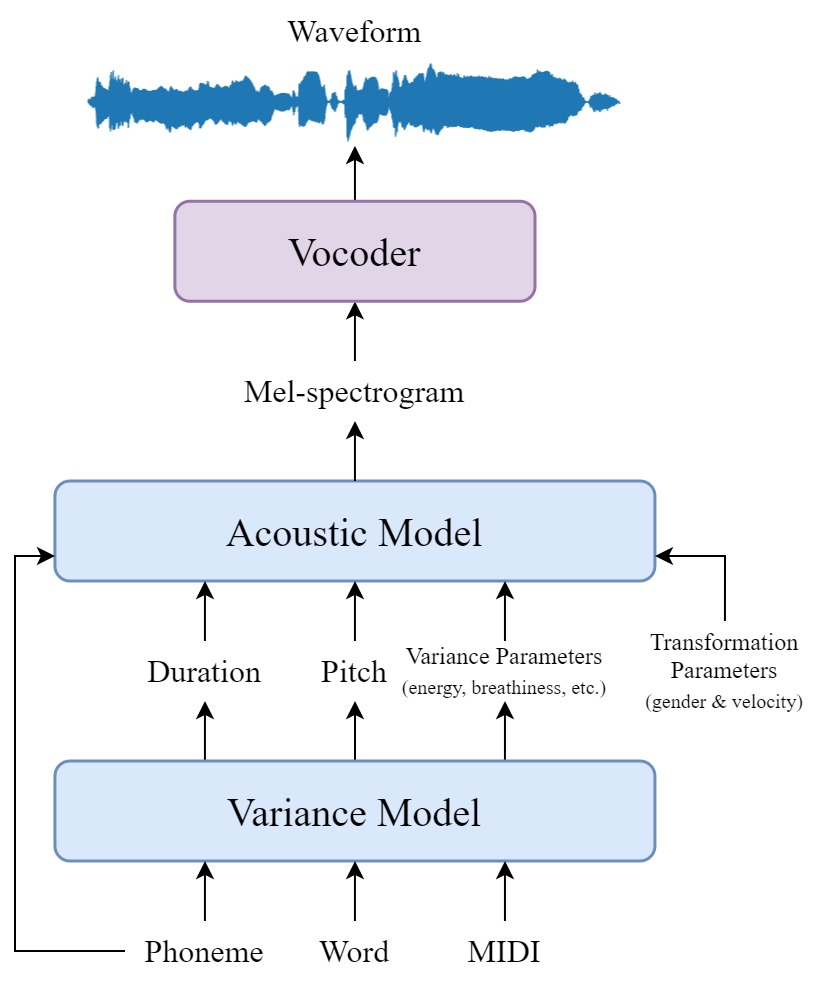 Waveform
Vocoder
Mel-spectrogram
Acoustic Model
Duration
Pitch
Variance Parameters
(energy, breathiness, etc.)
Transformation
Parameters
(gender & velocity)
Variance Model
Phoneme
Word
MIDI